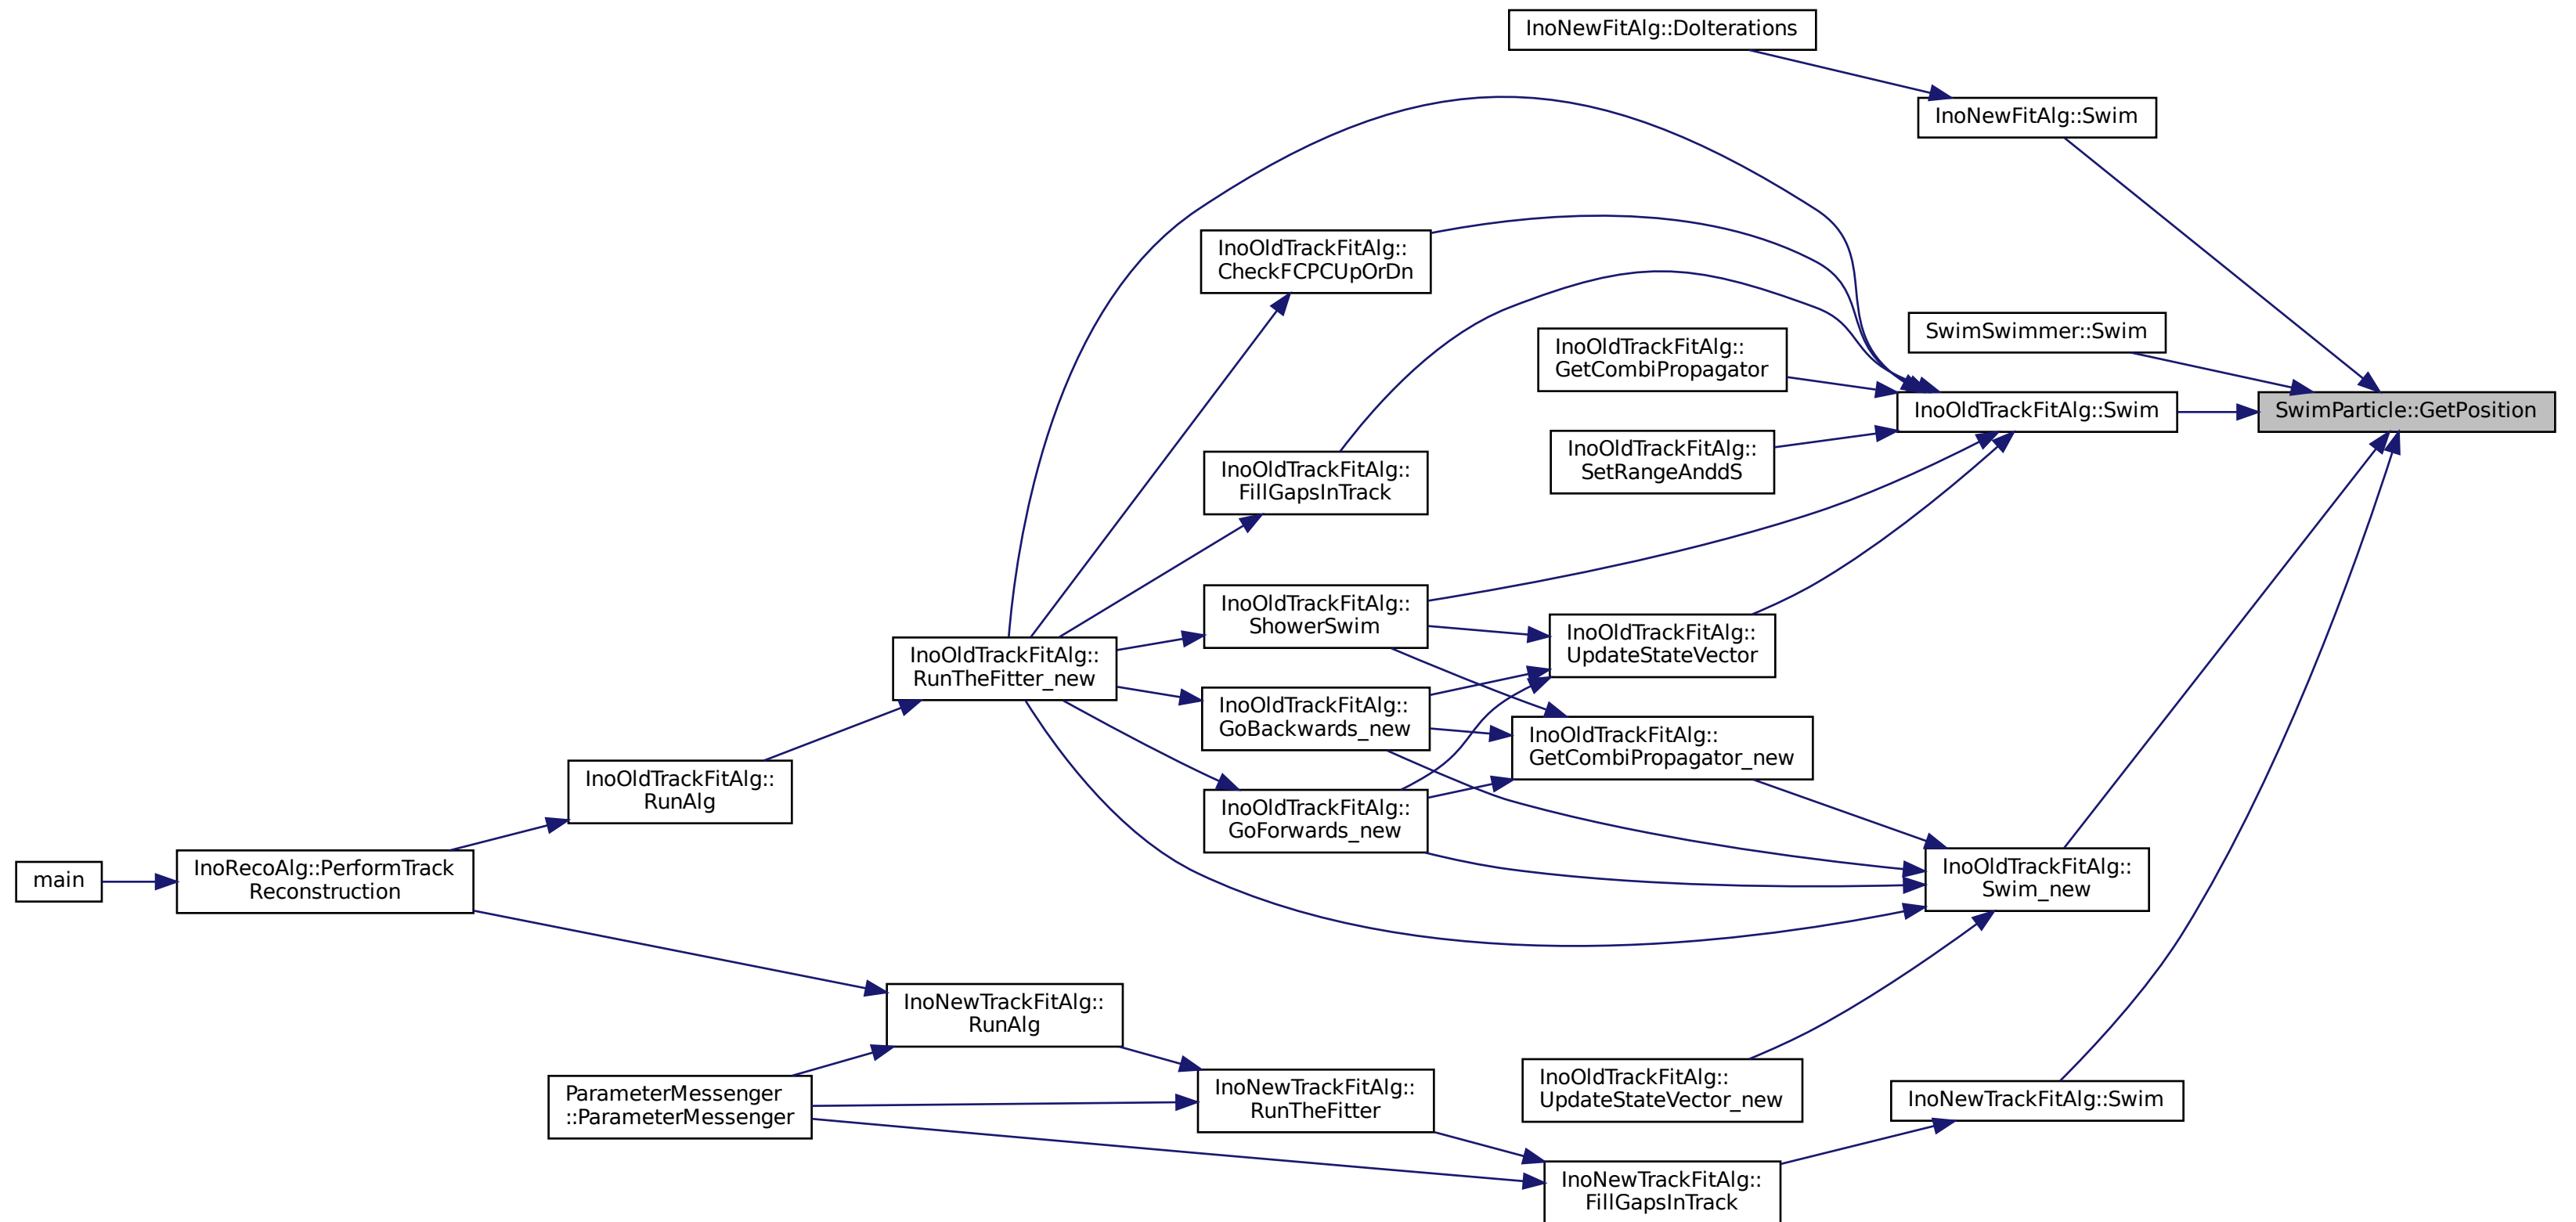 InoNewFitAlg::DoIterations
InoNewFitAlg::Swim
InoOldTrackFitAlg::
CheckFCPCUpOrDn
SwimSwimmer::Swim
InoOldTrackFitAlg::
GetCombiPropagator
InoOldTrackFitAlg::Swim
SwimParticle::GetPosition
InoOldTrackFitAlg::
SetRangeAnddS
InoOldTrackFitAlg::
FillGapsInTrack
InoOldTrackFitAlg::
ShowerSwim
InoOldTrackFitAlg::
UpdateStateVector
InoOldTrackFitAlg::
RunTheFitter_new
InoOldTrackFitAlg::
GoBackwards_new
InoOldTrackFitAlg::
GetCombiPropagator_new
InoOldTrackFitAlg::
RunAlg
InoOldTrackFitAlg::
GoForwards_new
main
InoRecoAlg::PerformTrack
Reconstruction
InoOldTrackFitAlg::
Swim_new
InoNewTrackFitAlg::
RunAlg
ParameterMessenger
::ParameterMessenger
InoNewTrackFitAlg::
RunTheFitter
InoOldTrackFitAlg::
UpdateStateVector_new
InoNewTrackFitAlg::Swim
InoNewTrackFitAlg::
FillGapsInTrack